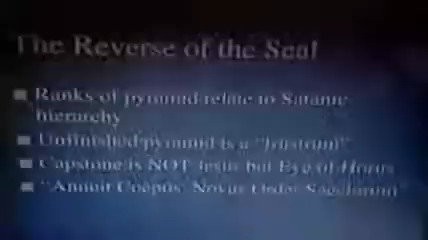 The Reverse of the Seal
Ranks of pyramid relate to Satanic
hierarchy
Unfinished pyramid is a "frustrum"
Capstone is NOT Jesus but Eye of Horus
"Annuit Coeptis, Novus Ordo Seclorum"